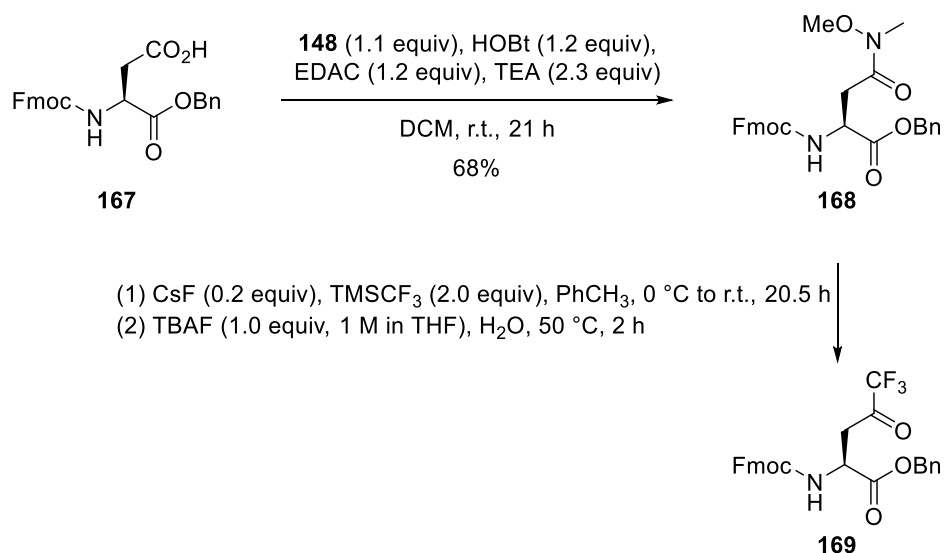 CO₂H
Fmoc
N
H
OBn
O
167
148 (1.1 equiv), HOBt (1.2 equiv),
EDAC (1.2 equiv), TEA (2.3 equiv)
DCM, r.t., 21 h
68%
MeO
N
O
Fmoc
N
H
OBn
O
168
(1) CsF (0.2 equiv), TMSCF₃ (2.0 equiv), PhCH₃, 0 °C to r.t., 20.5 h
(2) TBAF (1.0 equiv, 1 M in THF), H₂O, 50 °C, 2 h
CF₃
O
Fmoc
N
H
OBn
O
169